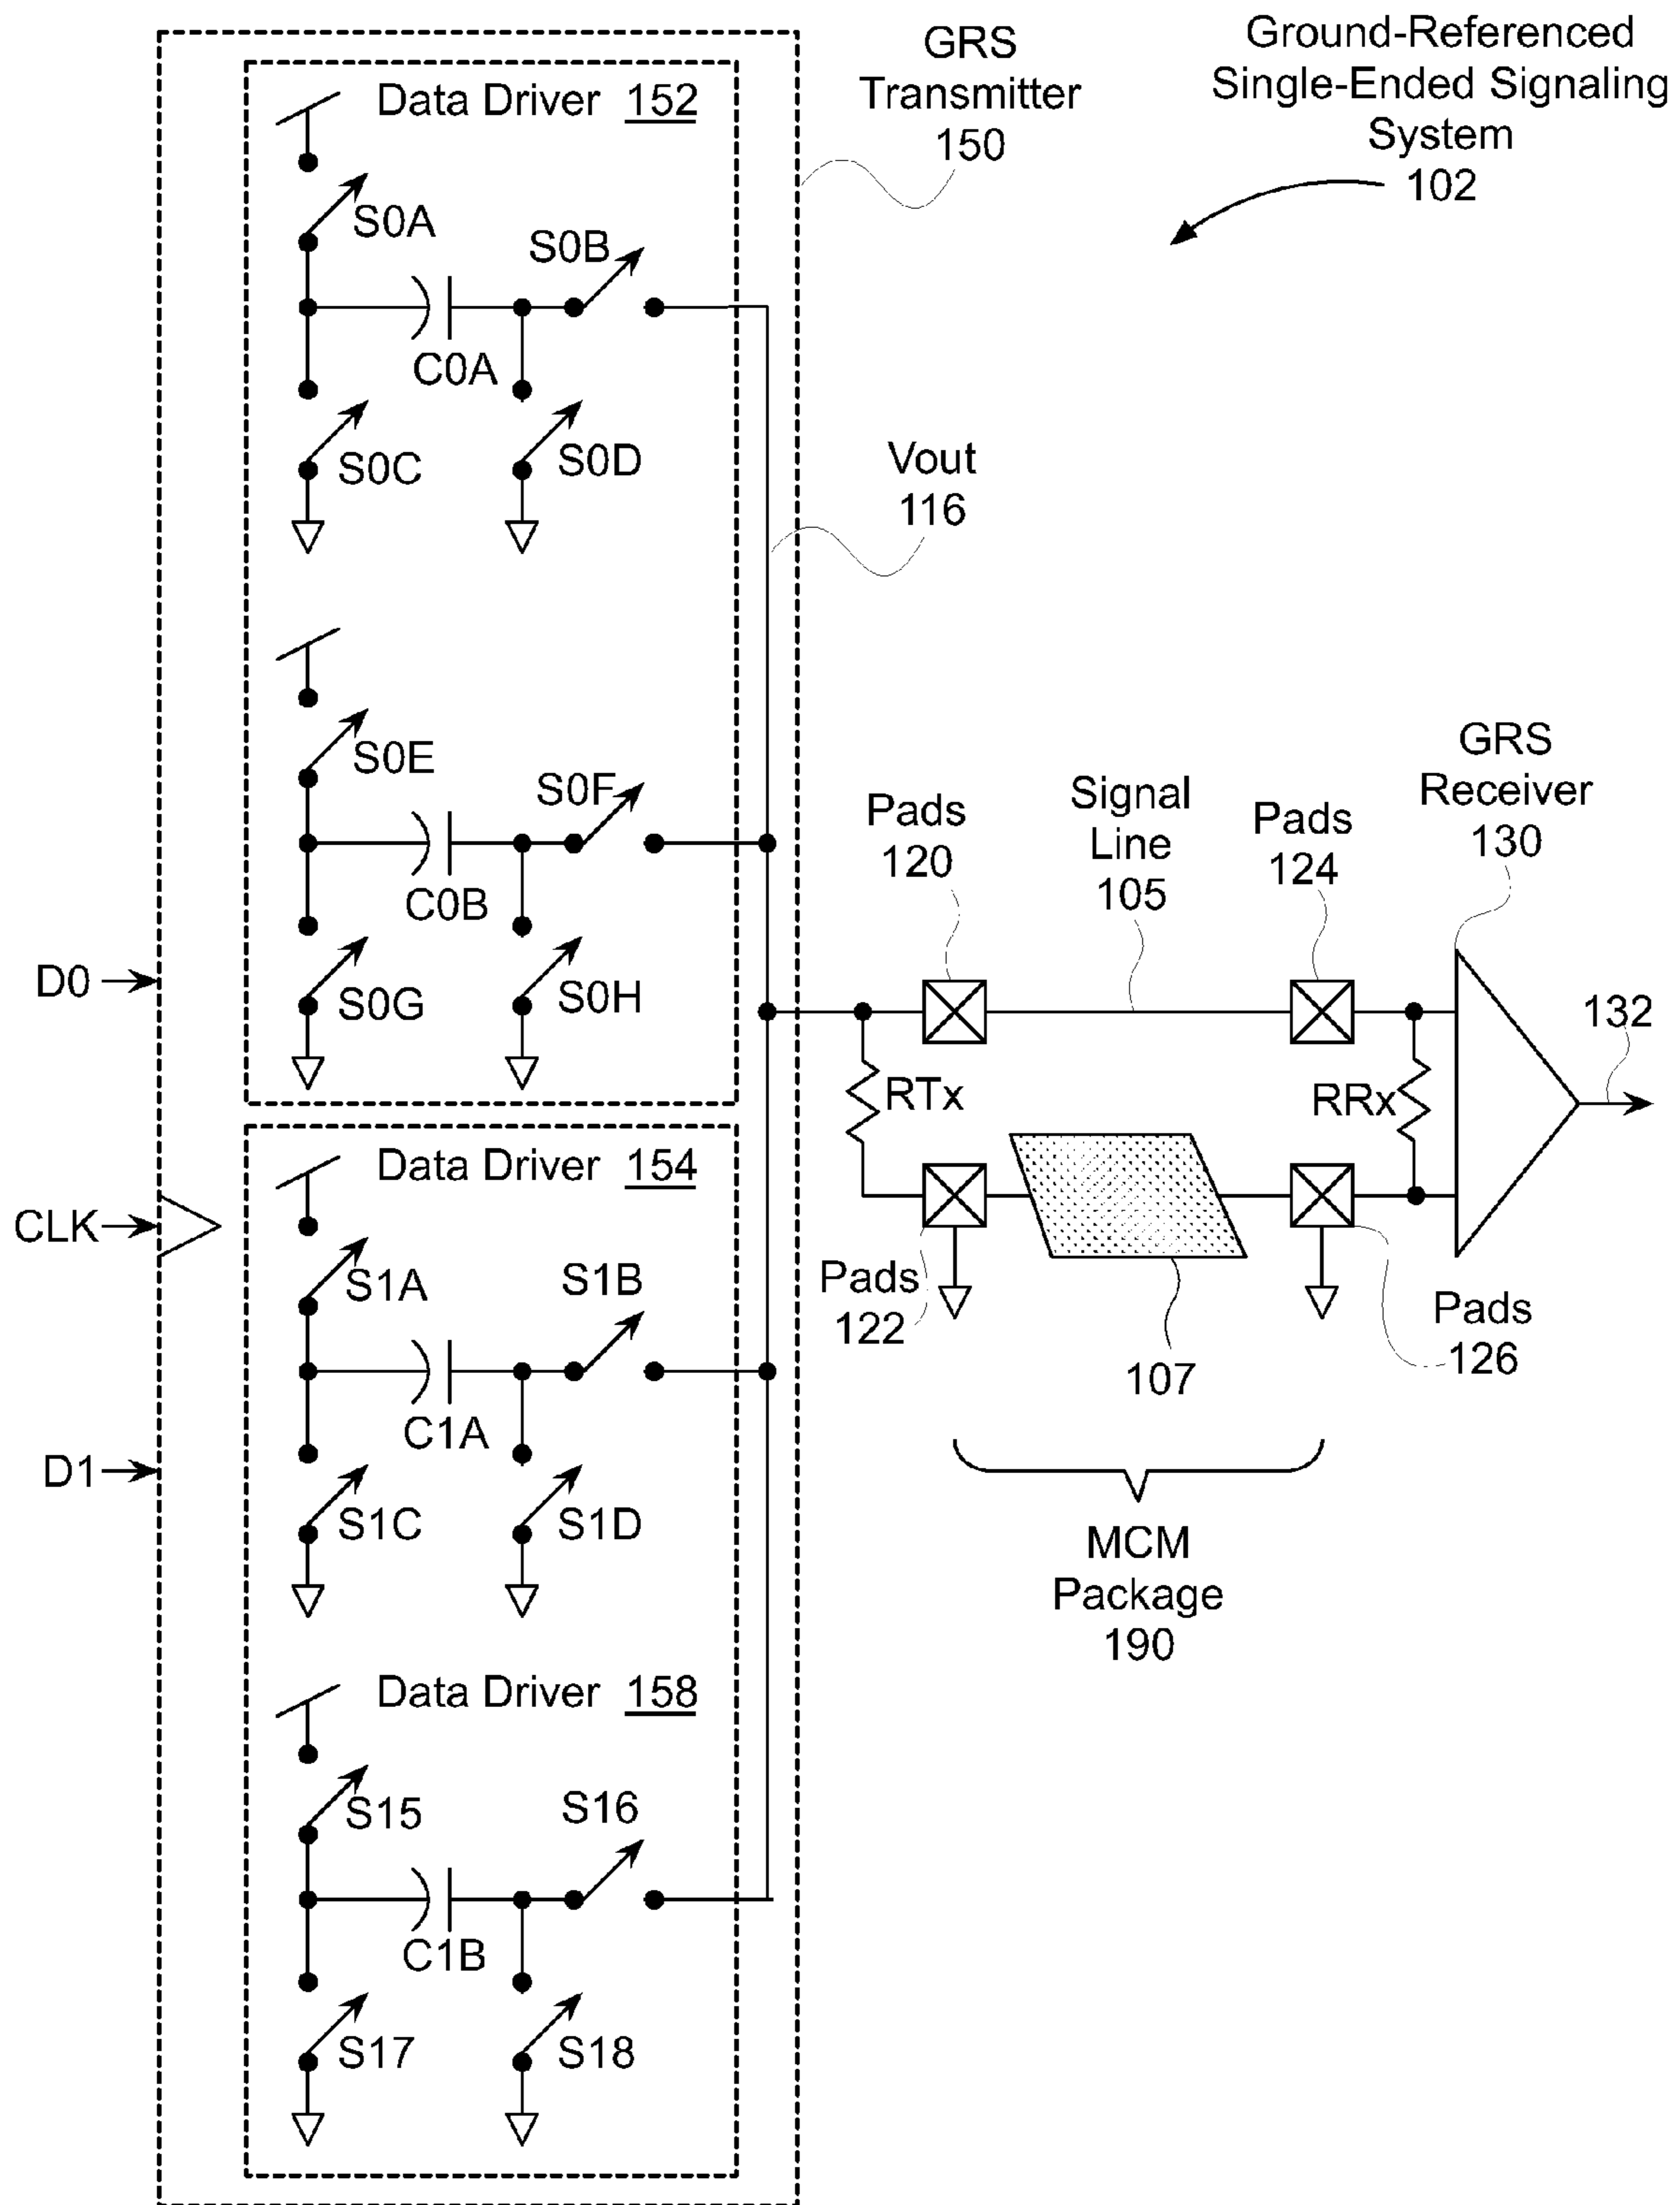 Ground-Referenced
Single-Ended Signaling
System
102
GRS
Transmitter
150
Data Driver 152
S0A
S0B
C0A
S0C
S0D
Vout
116
S0E
S0F
C0B
S0G
S0H
D0
CLK
D1
Data Driver 154
S1A
S1B
C1A
S1C
S1D
Data Driver 158
S15
S16
C1B
S17
S18
Pads
120
Signal
Line
105
Pads
124
GRS
Receiver
130
132
RTx
RRx
Pads
122
107
Pads
126
MCM
Package
190